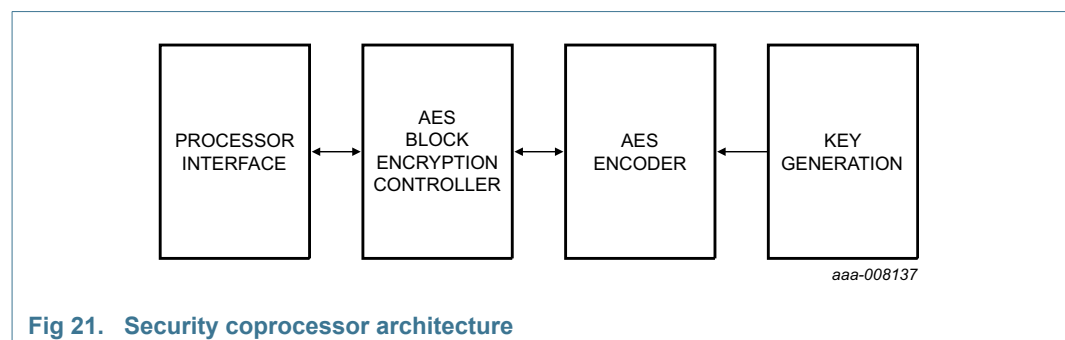 PROCESSOR
INTERFACE
AES
BLOCK
ENCRYPTION
CONTROLLER
AES
ENCODER
KEY
GENERATION
aaa-008137
Fig 21. Security coprocessor architecture